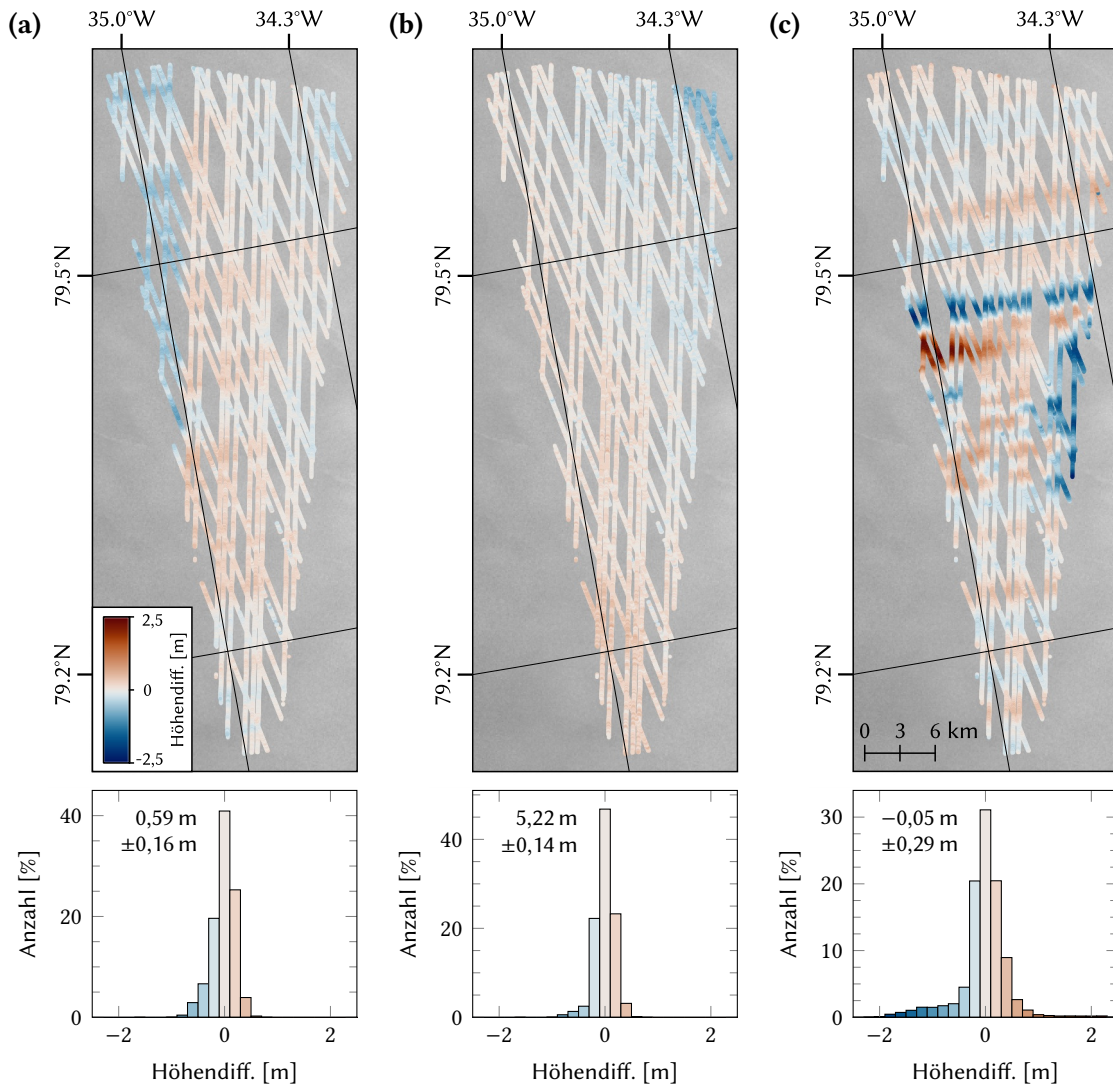 (a)
35.0°W
34.3°W
79.5°N
79.2°N
2,5
0
-2,5
Höhendiff. [m]
(b)
35.0°W
34.3°W
79.5°N
79.2°N
(c)
35.0°W
34.3°W
79.5°N
79.2°N
0 3 6 km
0,59 m
±0,16 m
Anzahl [%]
40
20
0
−2 0 2
Höhendiff. [m]
5,22 m
±0,14 m
Anzahl [%]
40
20
0
−2 0 2
Höhendiff. [m]
−0,05 m
±0,29 m
Anzahl [%]
30
20
10
0
−2 0 2
Höhendiff. [m]